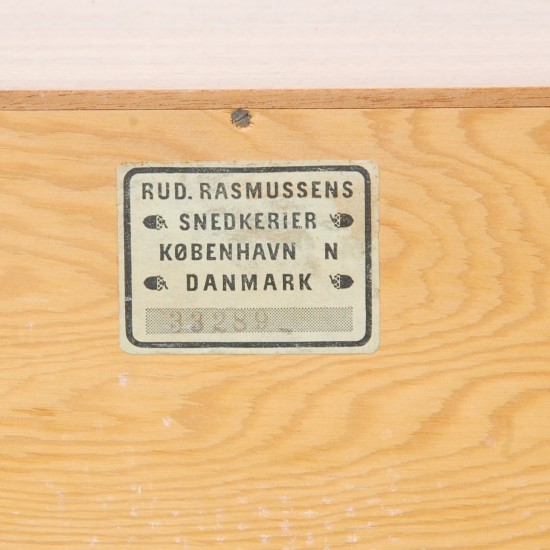 RUD. RASMUSSENS
SNEDKERIER
KØBENHAVN N
DANMARK
33289